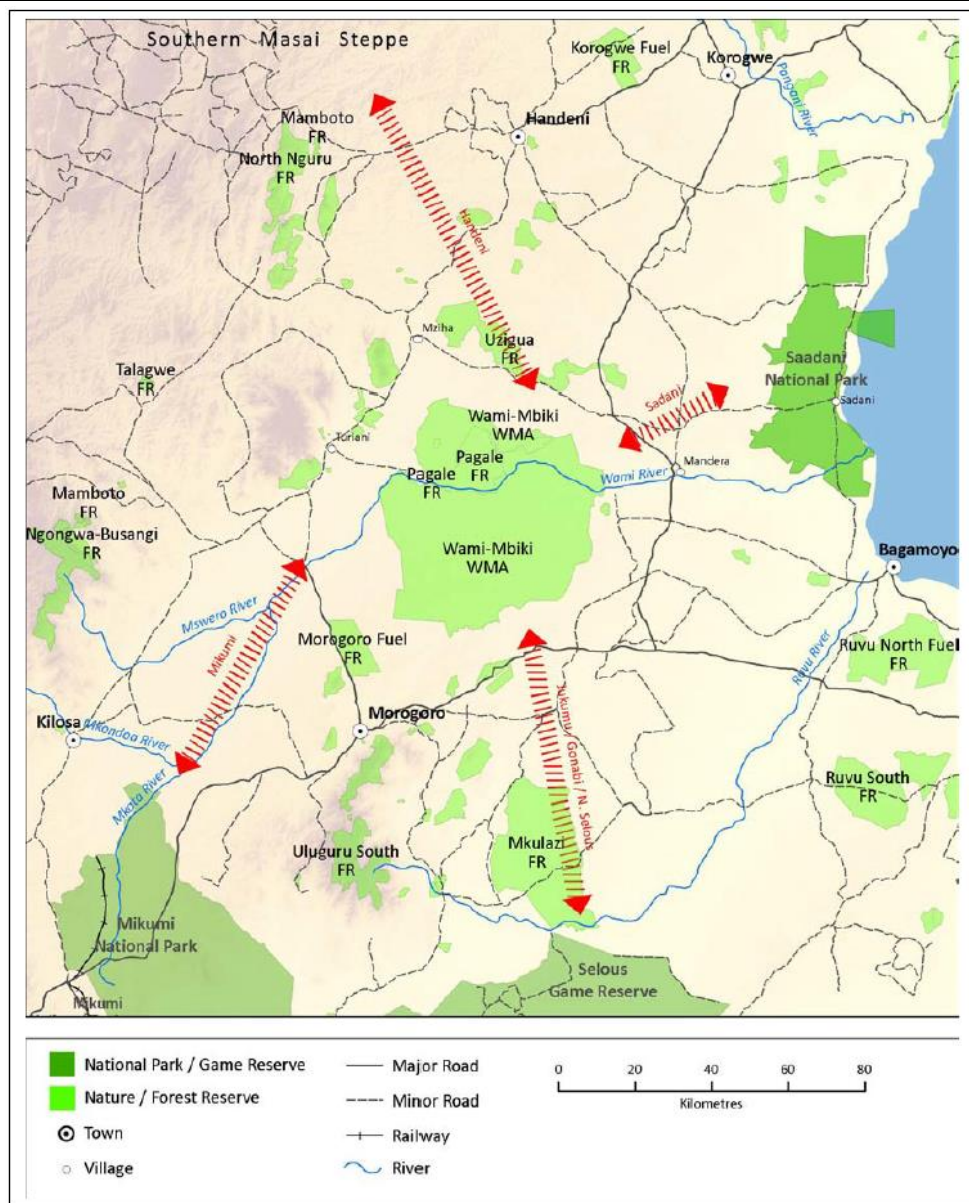 Southern Masai Steppe
Korogwe Fuel
FR
Korogwe
Pangani River
Mamboto
FR
Handeni
North Nguru
FR
Handeni
Mziha
Uzigua
FR
Talagwe
FR
Saadani
National Park
Sadani
Sadani
Wami-Mbiki
WMA
Turiani
Pagale
FR
Pagale
FR
Wami River
Mandera
Mamboto
FR
Ngongwa-Busangi
FR
Wami-Mbiki
WMA
Bagamoyo
Mswero River
Mikumi
Morogoro Fuel
FR
Ruvu North Fuel
FR
Ruvu River
Jukumu / Gonabi / N. Selous
Kilosa
Mkondoa River
Morogoro
Mkata River
Ruvu South
FR
Mkulazi
FR
Uluguru South
FR
Mikumi
National Park
Selous
Game Reserve
Mikumi
National Park / Game Reserve
Nature / Forest Reserve
Town
Village
Major Road
Minor Road
Railway
River
0 20 40 60 80
Kilometres